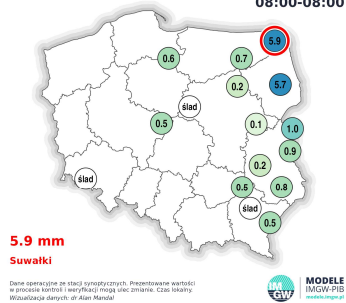 08:00-08:00
5.9
0.6
0.7
0.2
5.7
ślad
0.5
0.1
1.0
0.9
0.2
ślad
0.5
0.8
ślad
0.5
5.9 mm
Suwałki
Dane operacyjne ze stacji synoptycznych. Prezentowane wartości
w procesie kontroli i weryfikacji mogą ulec zmianie. Czas lokalny.
Wizualizacja danych: dr Alan Mandal
IM
GW
MODELE
IMGW-PIB
modele.imgw.pl